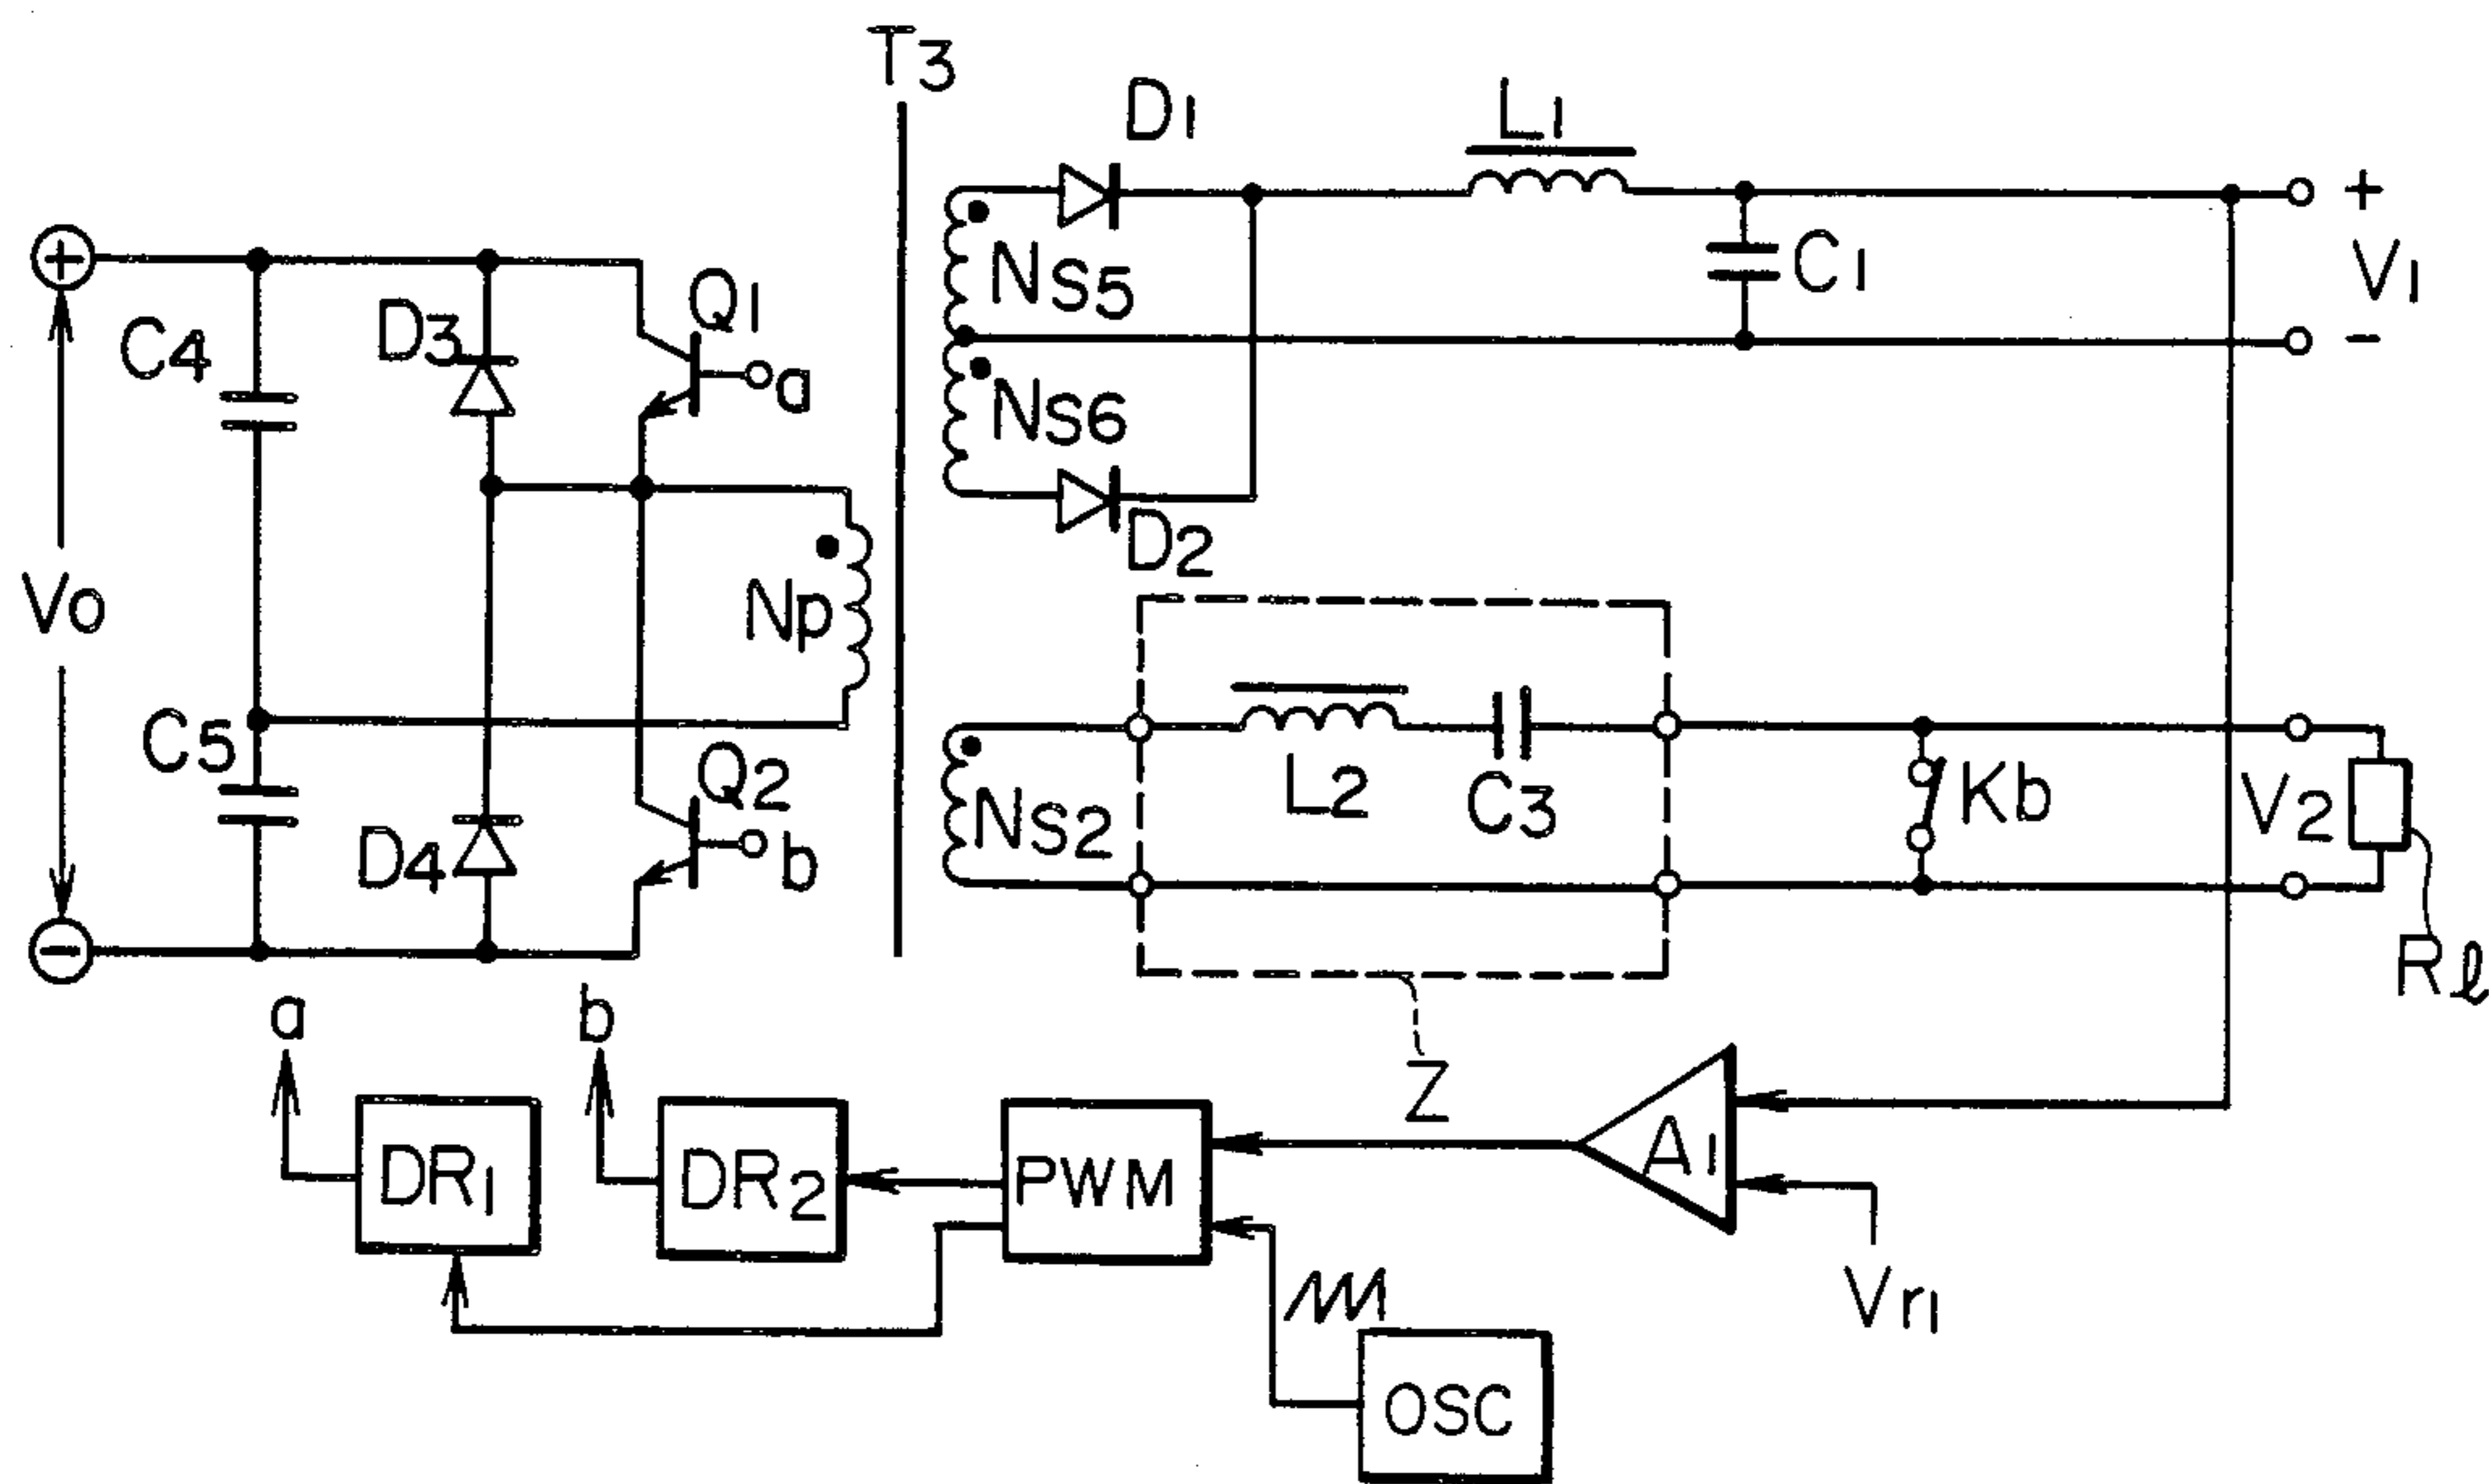 T3
D1
L1
+
NS5
C1
V1
-
+
C4
D3
Q1
a
NS6
D2
Vo
Np
C5
D4
Q2
b
NS2
L2
C3
Kb
V2
Rℓ
-
a
b
Z
DR1
DR2
PWM
A1
Vr1
OSC